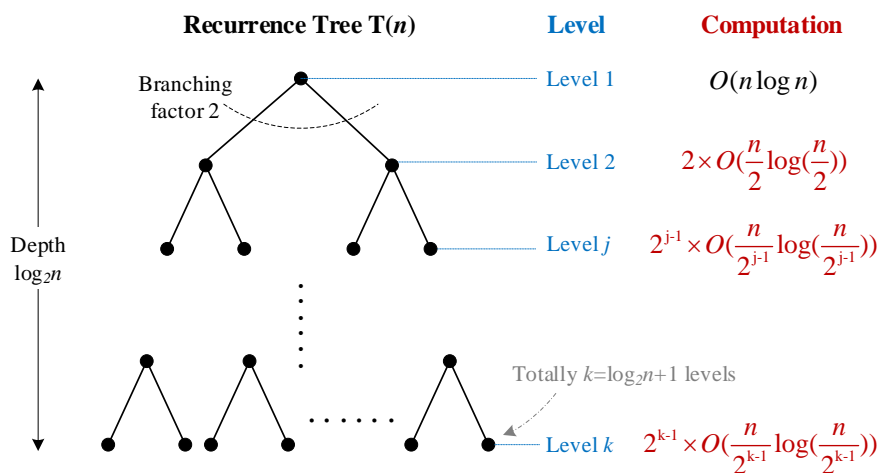 Recurrence Tree T(n) Level Computation
Level 1 O(n log n)
Branching
factor 2
Level 2 2 × O(n/2 log(n/2))
Depth
log₂n
Level j 2^{j-1} × O(n/2^{j-1} log(n/2^{j-1}))
Totally k=log₂n+1 levels
Level k 2^{k-1} × O(n/2^{k-1} log(n/2^{k-1}))